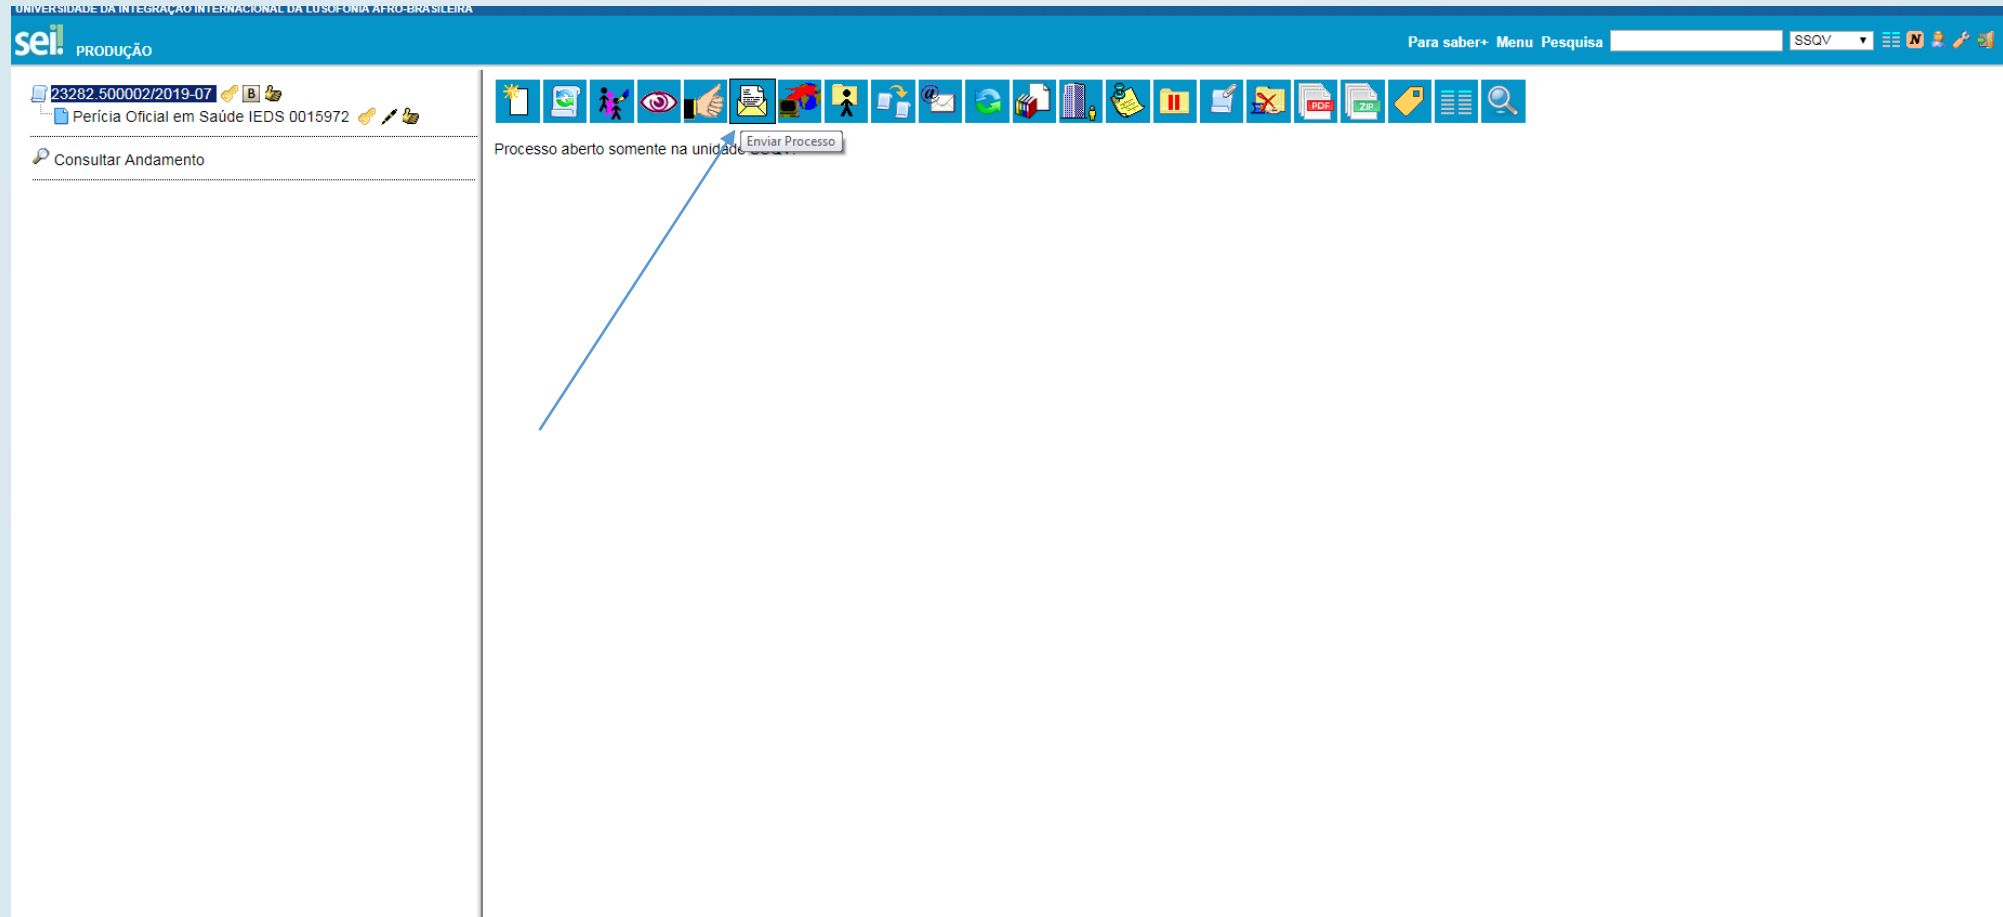 UNIVERSIDADE DA INTEGRAÇÃO INTERNACIONAL DA LUSOFONIA AFRO-BRASILEIRA
sei! PRODUÇÃO
Para saber+ Menu Pesquisa SSQV
N
23282.500002/2019-07 B
Perícia Oficial em Saúde IEDS 0015972
Consultar Andamento
@
PDF
ZIP
Enviar Processo
Processo aberto somente na unidade SSQV.